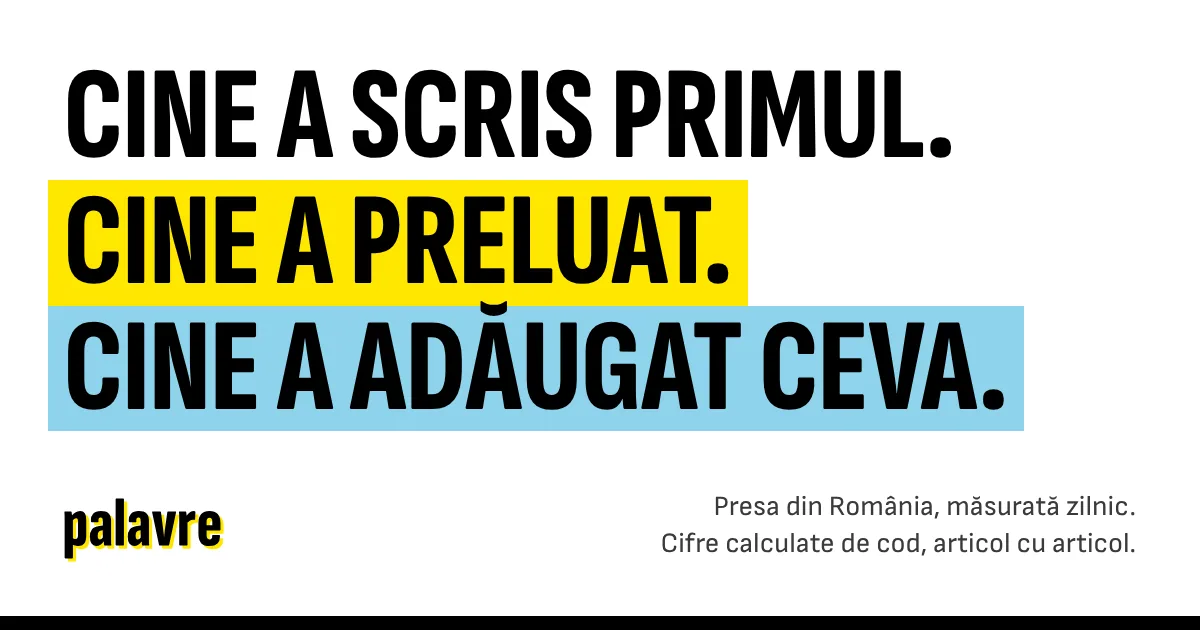 CINE A SCRIS PRIMUL.
CINE A PRELUAT.
CINE A ADĂUGAT CEVA.
palavre
Presa din România, măsurată zilnic.
Cifre calculate de cod, articol cu articol.